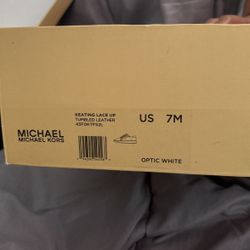 KEATING LACE UP
TUMBLED LEATHER
US 7M
MICHAEL
MICHAEL KORS
OPTIC WHITE